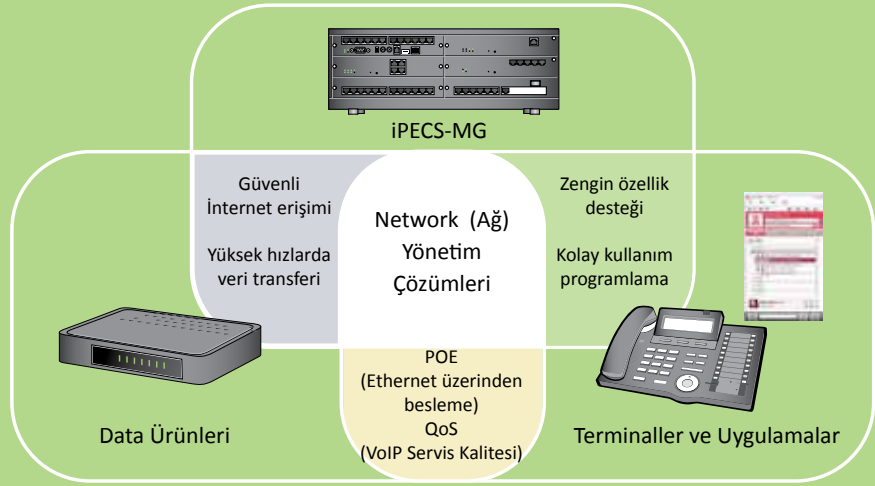 iPECS-MG
Güvenli
İnternet erişimi
Yüksek hızlarda
veri transferi
Network (Ağ)
Yönetim
Çözümleri
Zengin özellik
desteği
Kolay kullanım
programlama
POE
(Ethernet üzerinden
besleme)
QoS
(VoIP Servis Kalitesi)
Data Ürünleri
Terminaller ve Uygulamalar